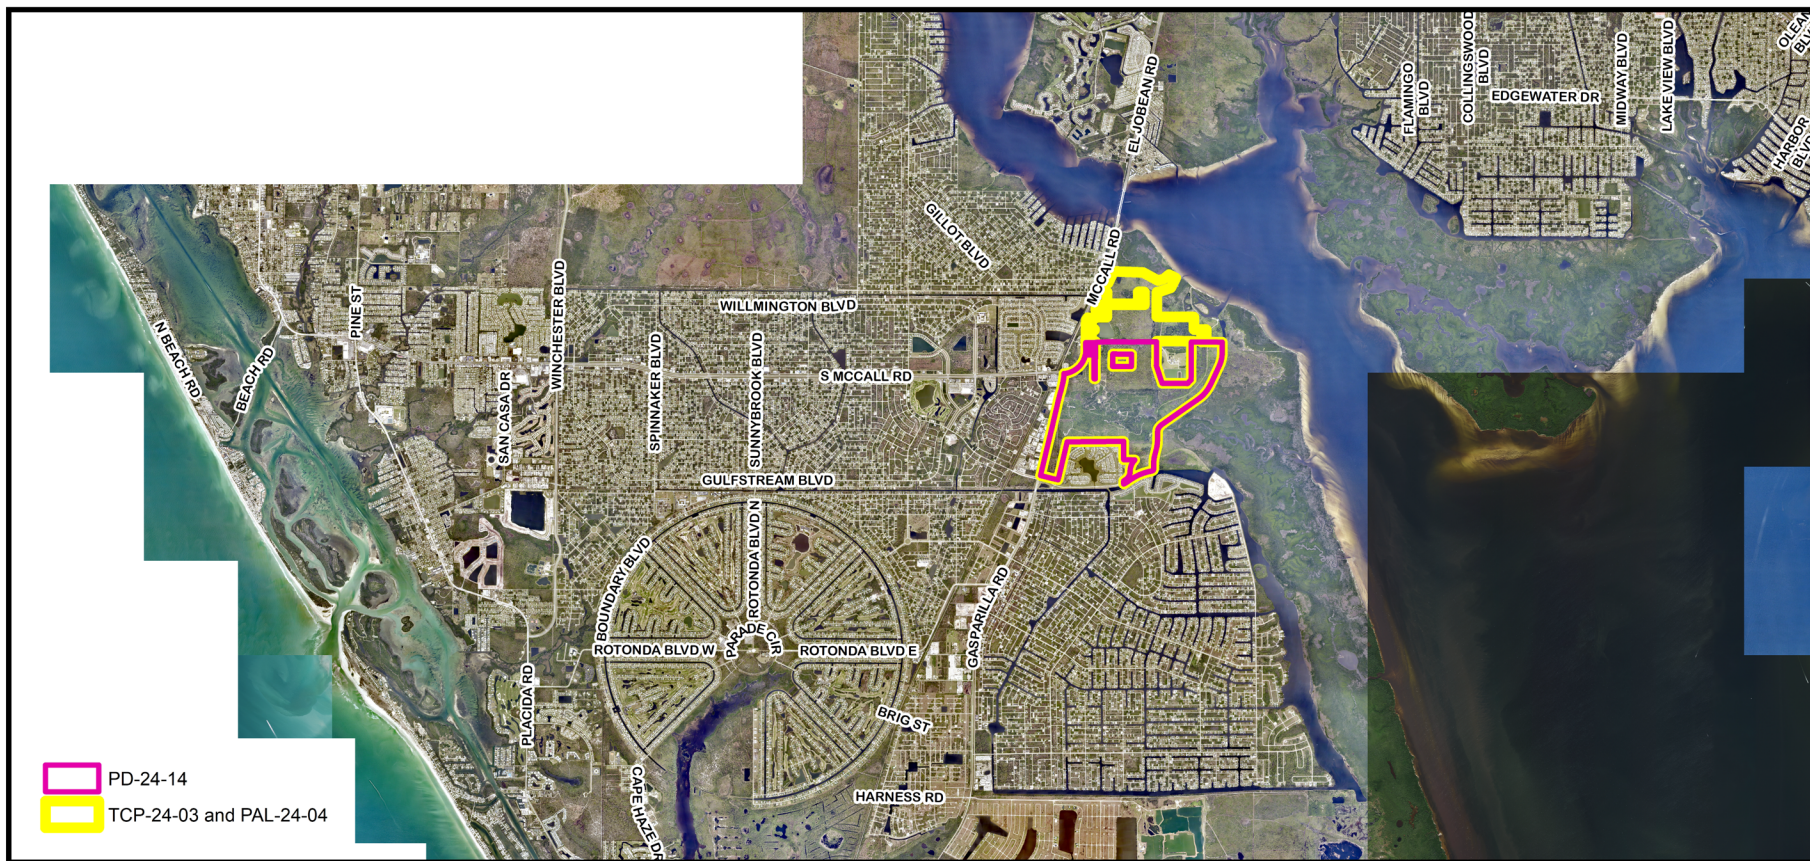 OLEAN
BLVD
COLLINGSWOOD
BLVD
MIDWAY BLVD
LAKE VIEW BLVD
FLAMINGO
BLVD
EDGEWATER DR
EL JOBEAN RD
HARBOR
BLVD
GILLOT BLVD
MCCALL RD
WINCHESTER BLVD
PINE ST
WILLMINGTON BLVD
N BEACH RD
BEACH RD
SPINNAKER BLVD
SUNNYBROOK BLVD
S MCCALL RD
SAN CASA DR
GULFSTREAM BLVD
ROTONDA BLVD N
BOUNDARY BLVD
PARADE CIR
ROTONDA BLVD W
ROTONDA BLVD E
GASPARILLA RD
PLACIDA RD
BRIG ST
CAPE HAZE DR
HARNESS RD
PD-24-14
TCP-24-03 and PAL-24-04